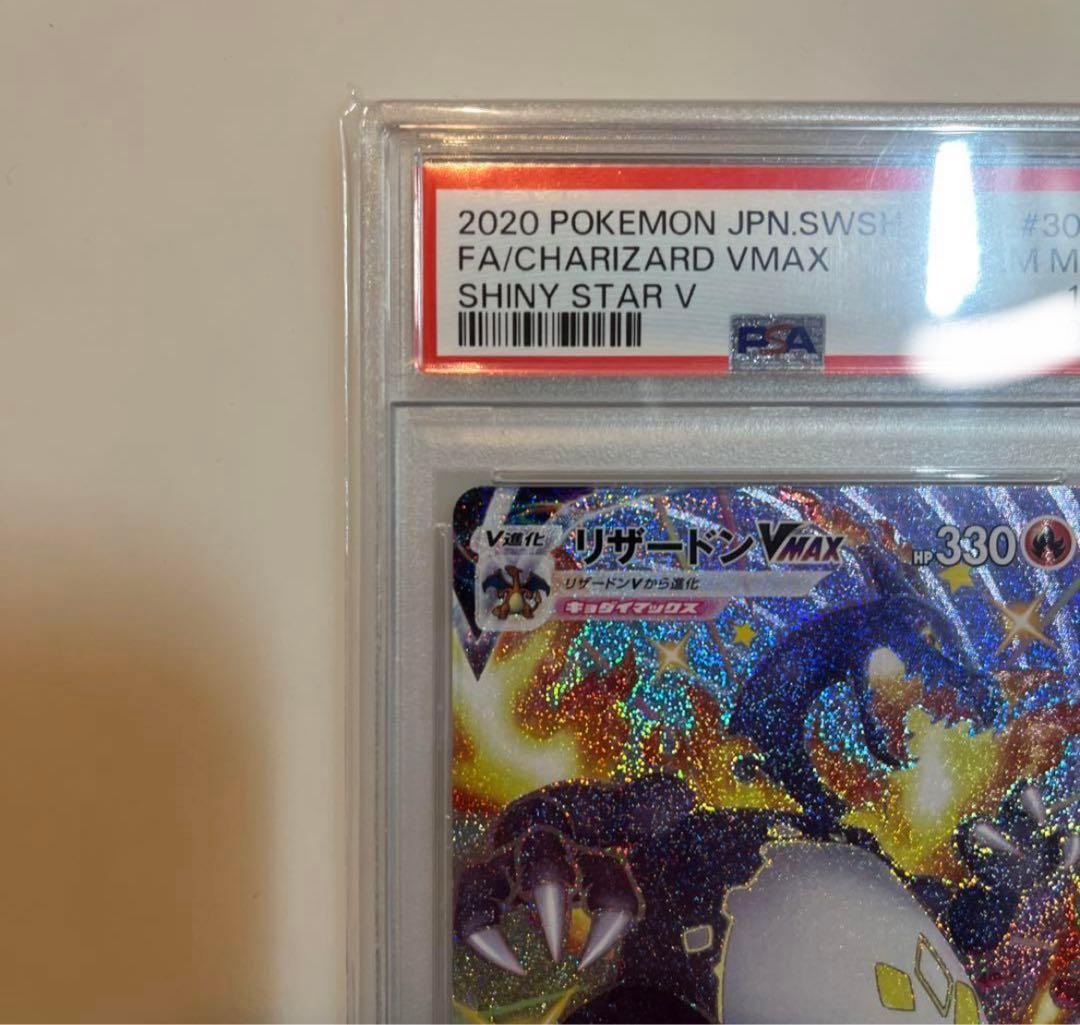 2020 POKEMON JPN.SWSH #30
FA/CHARIZARD VMAX M M
SHINY STAR V 1
PSA
V進化 リザードンVMAX HP330
リザードンVから進化
キョダイマックス